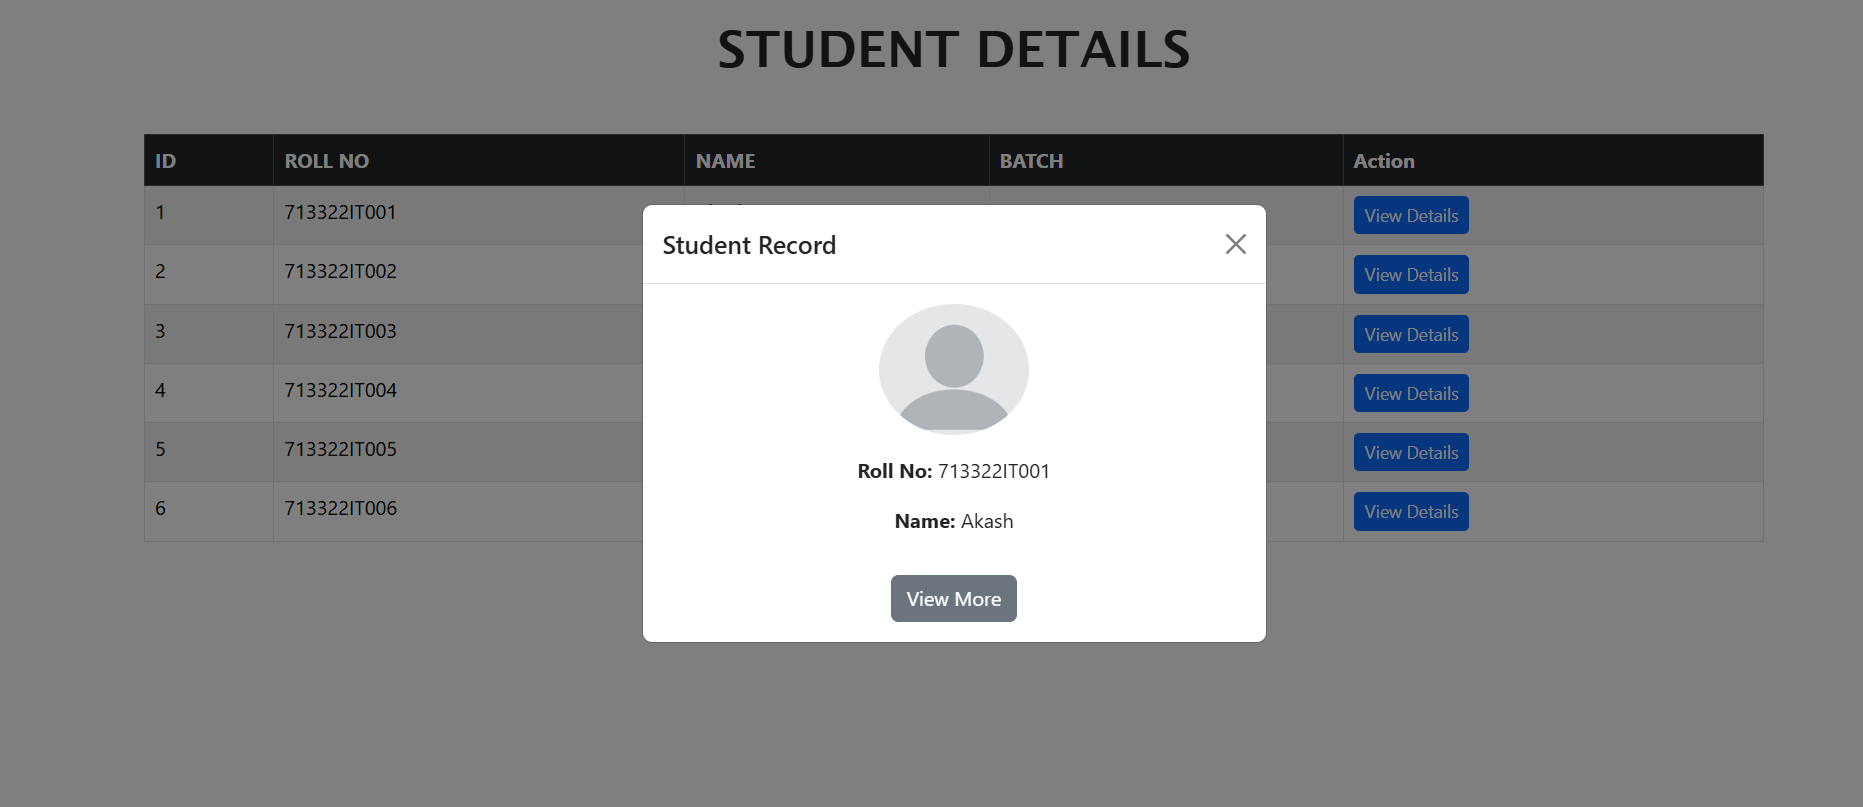 STUDENT DETAILS
ID ROLL NO NAME BATCH Action
1 713322IT001 View Details
2 713322IT002 View Details
3 713322IT003 View Details
4 713322IT004 View Details
5 713322IT005 View Details
6 713322IT006 View Details
Student Record
Roll No: 713322IT001
Name: Akash
View More